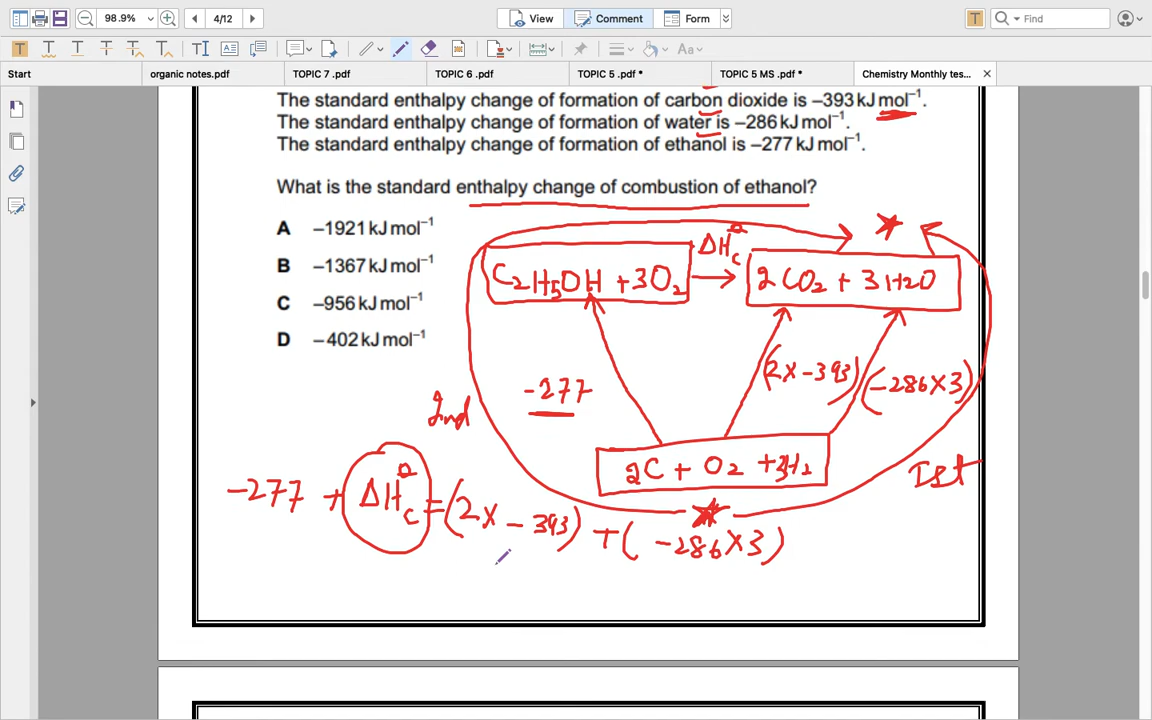 4/12
98.9%
View
Comment
Form
Find
T T T T T T T
Aa
Start
organic notes.pdf
TOPIC 7 .pdf
TOPIC 6 .pdf
TOPIC 5 .pdf *
TOPIC 5 MS .pdf *
Chemistry Monthly tes...
The standard enthalpy change of formation of carbon dioxide is –393 kJ mol⁻¹.
The standard enthalpy change of formation of water is –286 kJ mol⁻¹.
The standard enthalpy change of formation of ethanol is –277 kJ mol⁻¹.
What is the standard enthalpy change of combustion of ethanol?
A –1921 kJ mol⁻¹
B –1367 kJ mol⁻¹
C –956 kJ mol⁻¹
D –402 kJ mol⁻¹
ΔHc
C2H5OH + 3O2
2CO2 + 3H2O
-277
(2x -393)
(-286x3)
2nd
2C + O2 + 3H2
Ist
-277 + ΔHc = (2x - 393) + (-286x3)